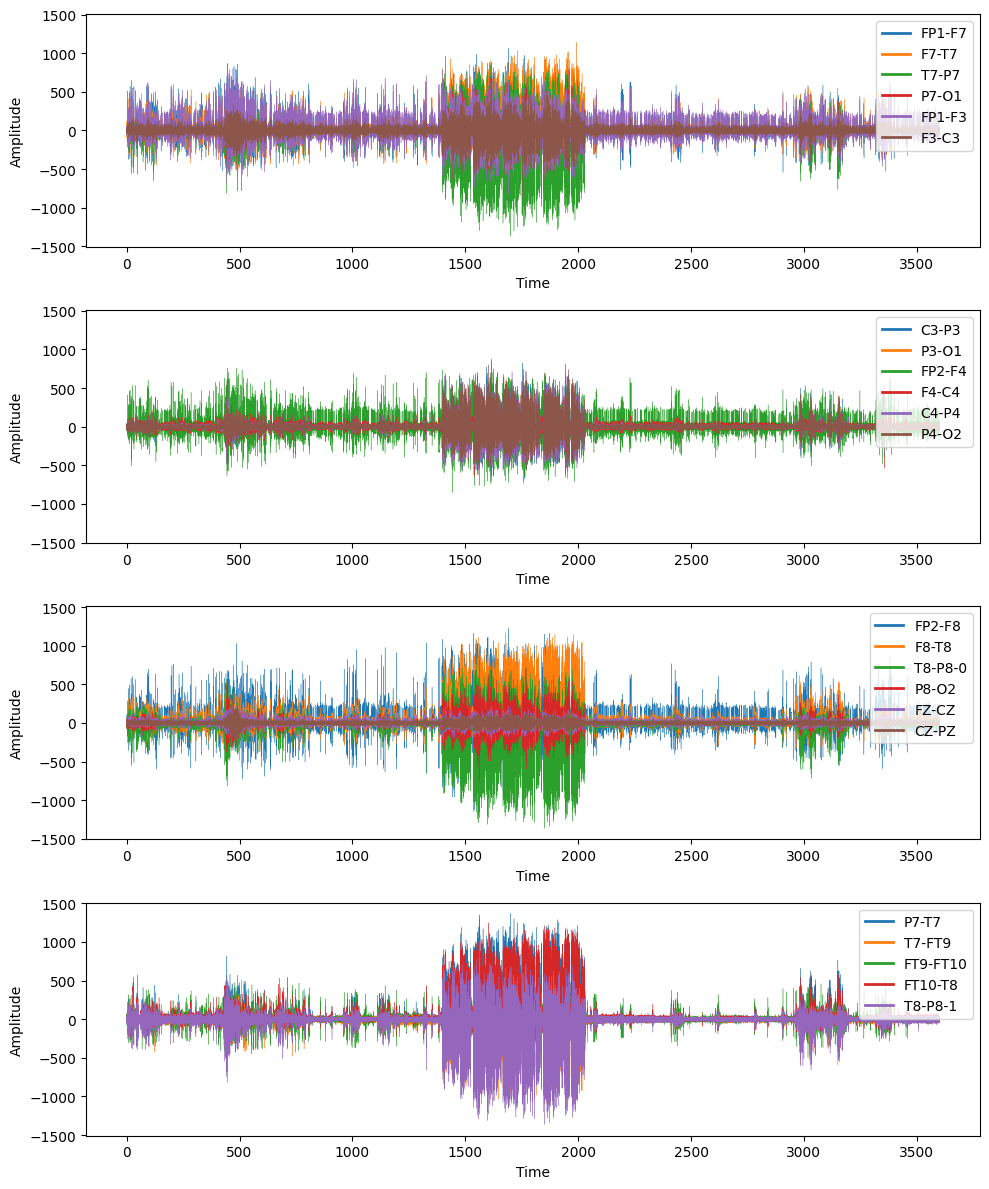 1500
1000
500
0
−500
−1000
−1500
Amplitude
FP1-F7
F7-T7
T7-P7
P7-O1
FP1-F3
F3-C3
0 500 1000 1500 2000 2500 3000 3500
Time
1500
1000
500
0
−500
−1000
−1500
Amplitude
C3-P3
P3-O1
FP2-F4
F4-C4
C4-P4
P4-O2
0 500 1000 1500 2000 2500 3000 3500
Time
1500
1000
500
0
−500
−1000
−1500
Amplitude
FP2-F8
F8-T8
T8-P8-0
P8-O2
FZ-CZ
CZ-PZ
0 500 1000 1500 2000 2500 3000 3500
Time
1500
1000
500
0
−500
−1000
−1500
Amplitude
P7-T7
T7-FT9
FT9-FT10
FT10-T8
T8-P8-1
0 500 1000 1500 2000 2500 3000 3500
Time